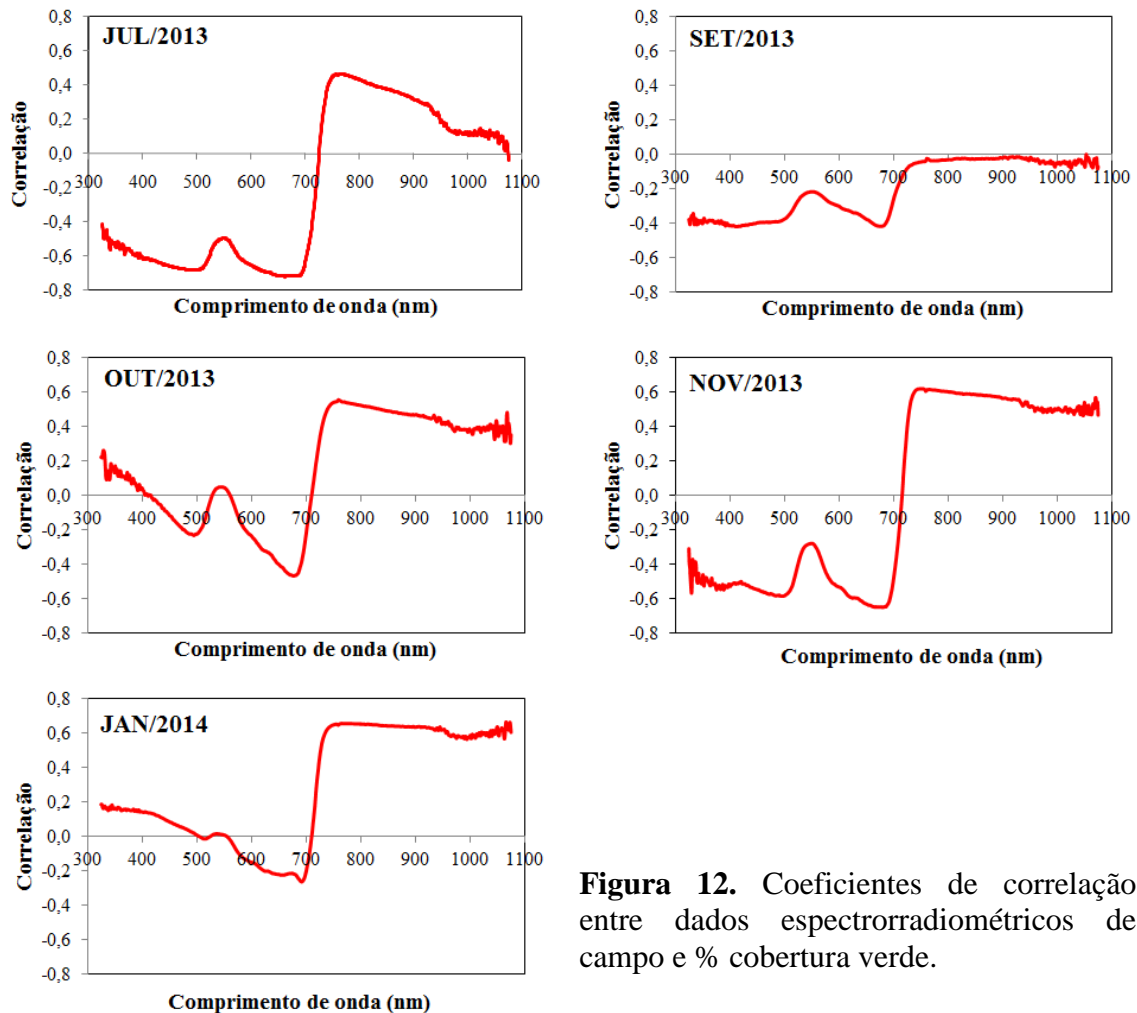 JUL/2013
0,8
0,6
0,4
0,2
0,0
-0,2
-0,4
-0,6
-0,8
300 400 500 600 700 800 900 1000 1100
Correlação
Comprimento de onda (nm)
SET/2013
0,8
0,6
0,4
0,2
0,0
-0,2
-0,4
-0,6
-0,8
300 400 500 600 700 800 900 1000 1100
Correlação
Comprimento de onda (nm)
OUT/2013
0,8
0,6
0,4
0,2
0,0
-0,2
-0,4
-0,6
-0,8
300 400 500 600 700 800 900 1000 1100
Correlação
Comprimento de onda (nm)
NOV/2013
0,8
0,6
0,4
0,2
0,0
-0,2
-0,4
-0,6
-0,8
300 400 500 600 700 800 900 1000 1100
Correlação
Comprimento de onda (nm)
JAN/2014
0,8
0,6
0,4
0,2
0,0
-0,2
-0,4
-0,6
-0,8
300 400 500 600 700 800 900 1000 1100
Correlação
Comprimento de onda (nm)
Figura 12. Coeficientes de correlação
entre dados espectrorradiométricos de
campo e % cobertura verde.